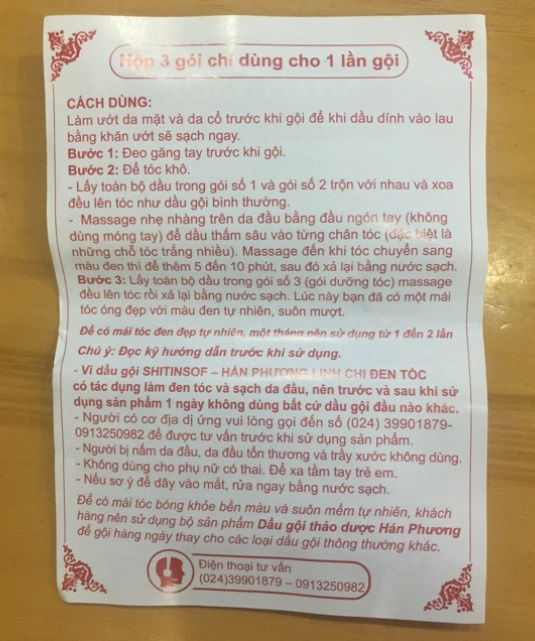 Hộp 3 gói chỉ dùng cho 1 lần gội
CÁCH DÙNG:
Làm ướt da mặt và da cổ trước khi gội để khi dầu dính vào lau
bằng khăn ướt sẽ sạch ngay.
Bước 1: Đeo găng tay trước khi gội.
Bước 2: Để tóc khô.
- Lấy toàn bộ dầu trong gói số 1 và gói số 2 trộn với nhau và xoa
đều lên tóc như dầu gội bình thường.
- Massage nhẹ nhàng trên da đầu bằng đầu ngón tay (không
dùng móng tay) để dầu thấm sâu vào từng chân tóc (đặc biệt là
những chỗ tóc trắng nhiều). Massage đến khi tóc chuyển sang
màu đen thì để thêm 5 đến 10 phút, sau đó xả lại bằng nước sạch.
Bước 3: Lấy toàn bộ dầu trong gói số 3 (gói dưỡng tóc) massage
đều lên tóc rồi xả lại bằng nước sạch. Lúc này bạn đã có một mái
tóc óng đẹp với màu đen tự nhiên, suôn mượt.
Để có mái tóc đen đẹp tự nhiên, một tháng nên sử dụng từ 1 đến 2 lần
Chú ý: Đọc kỹ hướng dẫn trước khi sử dụng.
- Vì dầu gội SHITINSOF – HÁN PHƯƠNG LINH CHI ĐEN TÓC
có tác dụng làm đen tóc và sạch da đầu, nên trước và sau khi sử
dụng sản phẩm 1 ngày không dùng bất cứ dầu gội đầu nào khác.
- Người có cơ địa dị ứng vui lòng gọi đến số (024) 39901879-
0913250982 để được tư vấn trước khi sử dụng sản phẩm.
- Người bị nấm da đầu, da đầu tổn thương và trầy xước không dùng.
- Không dùng cho phụ nữ có thai. Để xa tầm tay trẻ em.
- Nếu sơ ý để dây vào mắt, rửa ngay bằng nước sạch.
Để có mái tóc bóng khỏe bền màu và suôn mềm tự nhiên, khách
hàng nên sử dụng bộ sản phẩm Dầu gội thảo dược Hán Phương
để gội hàng ngày thay cho các loại dầu gội thông thường khác.
Điện thoại tư vấn
(024)39901879 – 0913250982